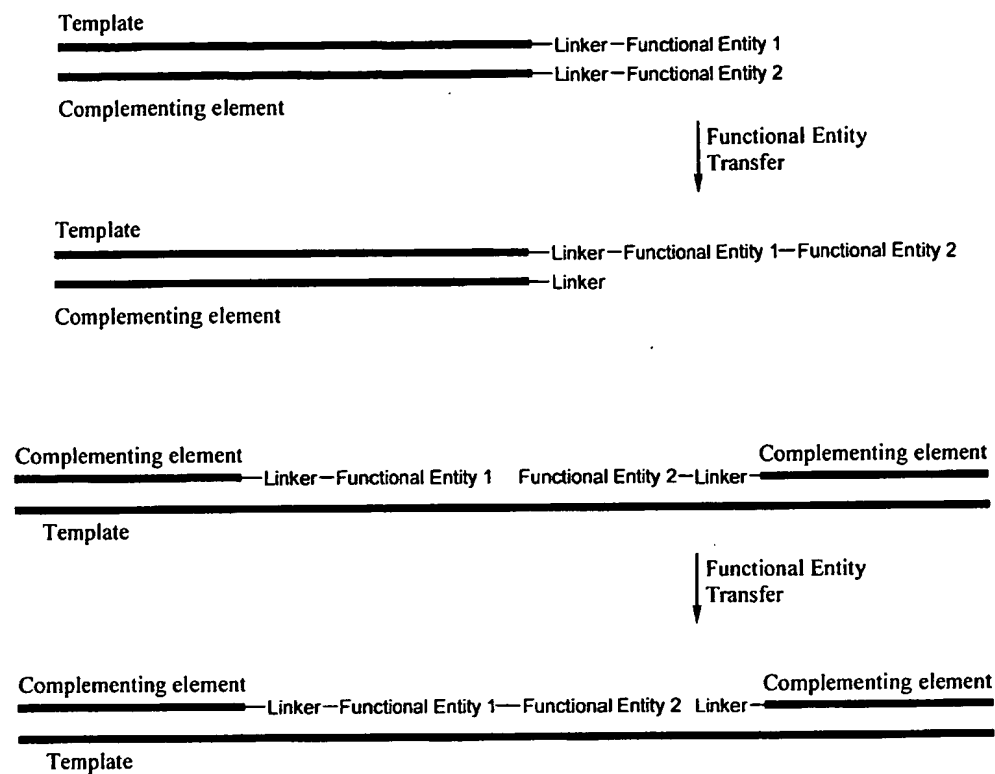 Template
Linker—Functional Entity 1
Linker—Functional Entity 2
Complementing element
Functional Entity
Transfer
Template
Linker—Functional Entity 1—Functional Entity 2
Linker
Complementing element
Complementing element
Linker—Functional Entity 1 Functional Entity 2—Linker
Complementing element
Template
Functional Entity
Transfer
Complementing element
Linker—Functional Entity 1—Functional Entity 2 Linker
Complementing element
Template